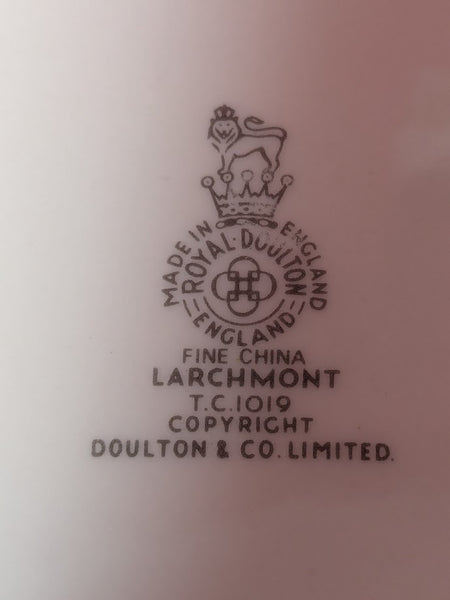 MADE IN ENGLAND
ROYAL·DOULTON
ENGLAND
FINE CHINA
LARCHMONT
T.C.1019
COPYRIGHT
DOULTON & CO. LIMITED.